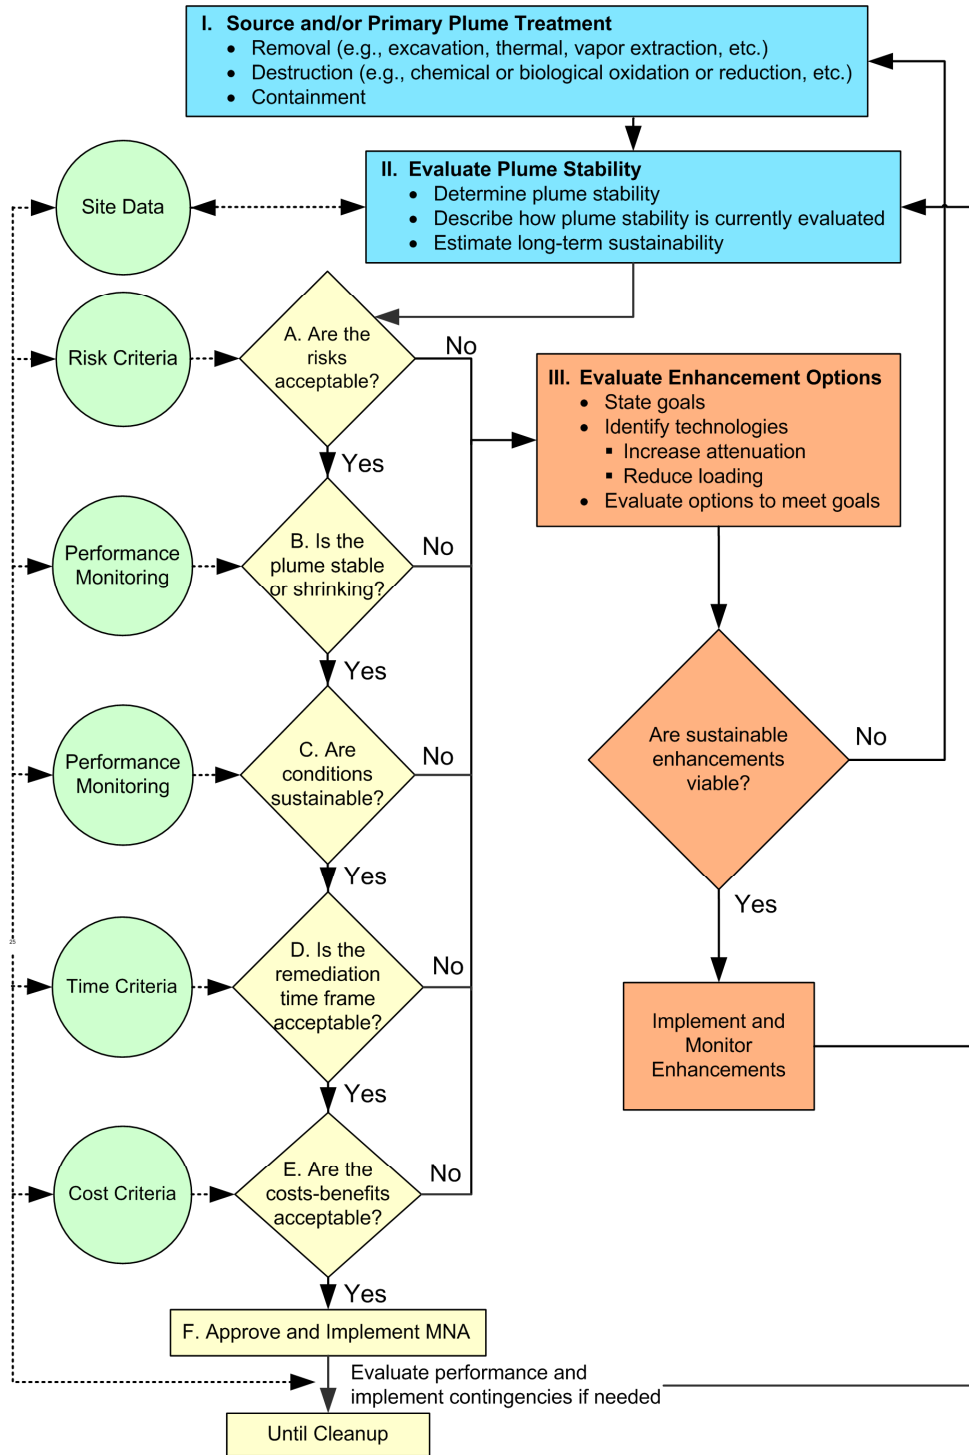 I. Source and/or Primary Plume Treatment
• Removal (e.g., excavation, thermal, vapor extraction, etc.)
• Destruction (e.g., chemical or biological oxidation or reduction, etc.)
• Containment
II. Evaluate Plume Stability
• Determine plume stability
• Describe how plume stability is currently evaluated
• Estimate long-term sustainability
Site Data
Risk Criteria
A. Are the
risks
acceptable?
No
Yes
III. Evaluate Enhancement Options
• State goals
• Identify technologies
▪ Increase attenuation
▪ Reduce loading
• Evaluate options to meet goals
Performance
Monitoring
B. Is the
plume stable
or shrinking?
No
Yes
Performance
Monitoring
C. Are
conditions
sustainable?
No
Yes
Are sustainable
enhancements
viable?
No
Yes
25
Time Criteria
D. Is the
remediation
time frame
acceptable?
No
Yes
Implement and
Monitor
Enhancements
Cost Criteria
E. Are the
costs-benefits
acceptable?
No
Yes
F. Approve and Implement MNA
Evaluate performance and
implement contingencies if needed
Until Cleanup